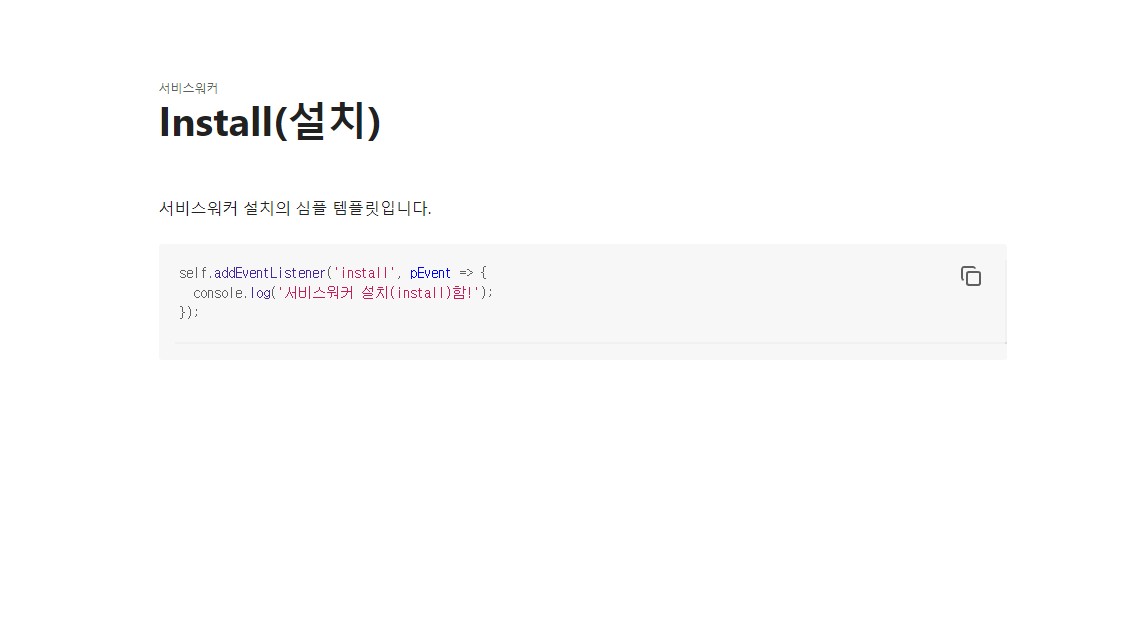 서비스워커
Install(설치)
서비스워커 설치의 심플 템플릿입니다.
self.addEventListener('install', pEvent => {
  console.log('서비스워커 설치(install)함!');
});